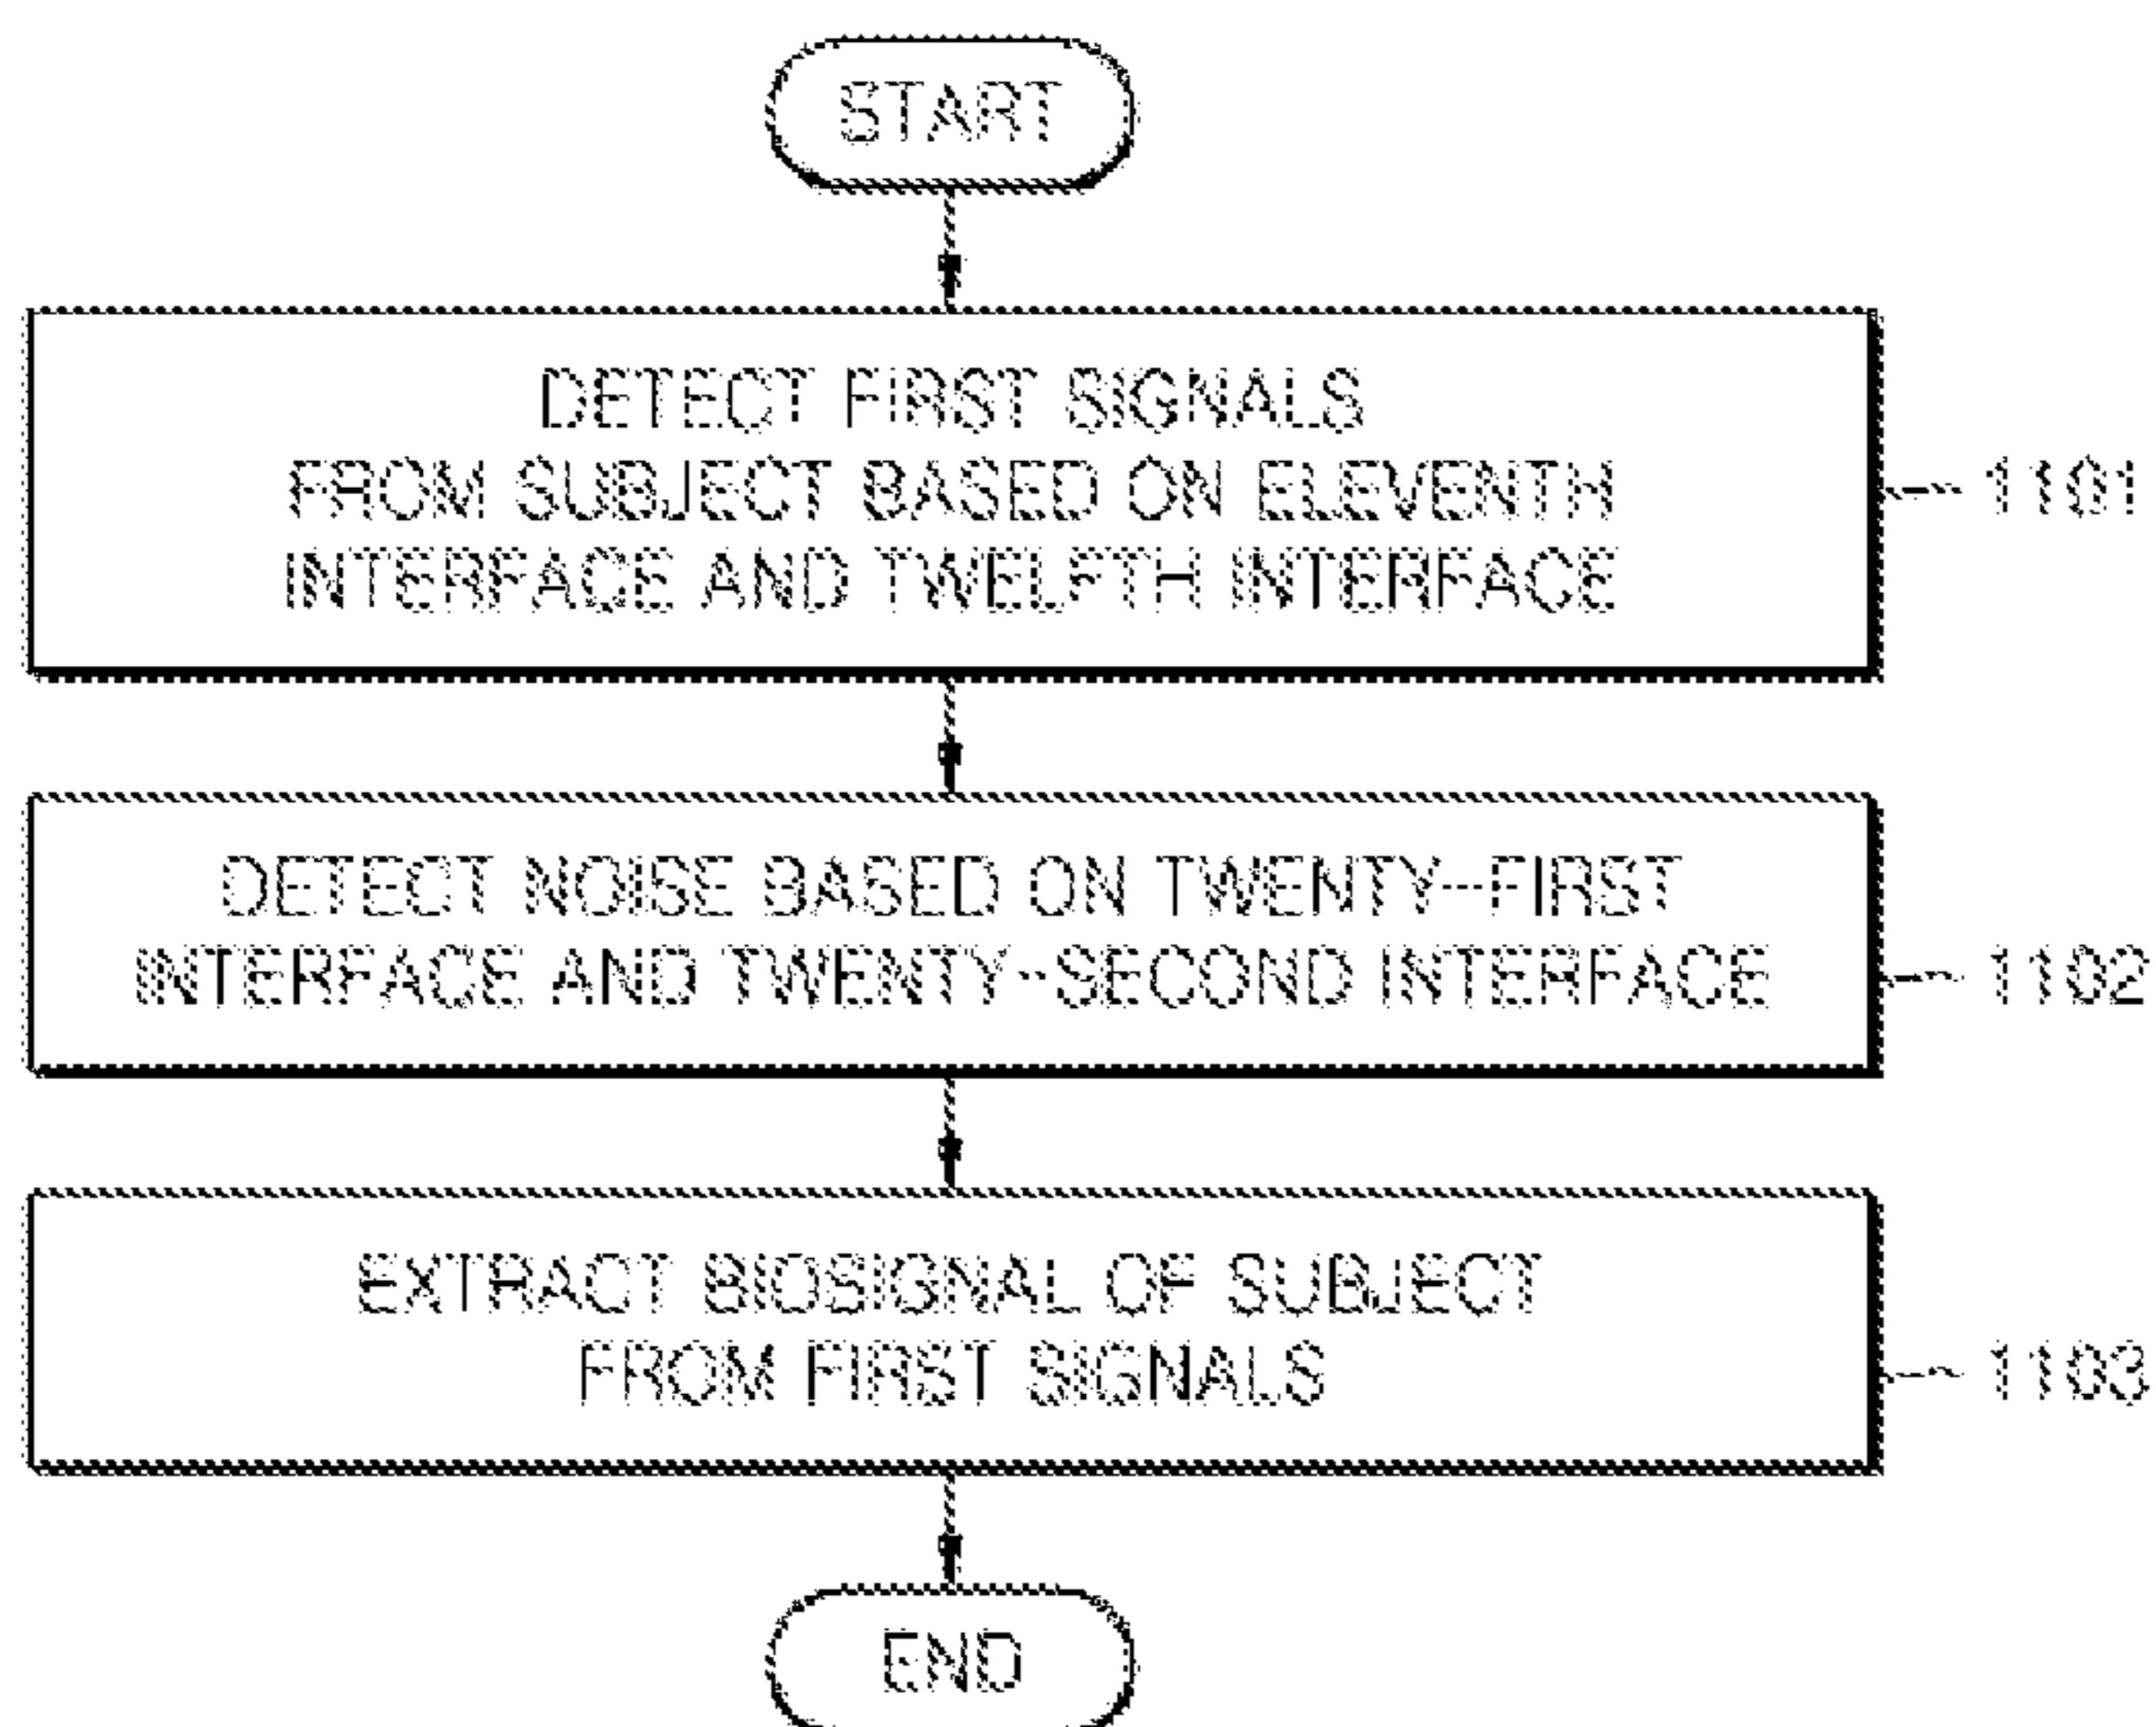 START
DETECT FIRST SIGNALS
FROM SUBJECT BASED ON ELEVENTH
INTERFACE AND TWELFTH INTERFACE
1101
DETECT NOISE BASED ON TWENTY-FIRST
INTERFACE AND TWENTY-SECOND INTERFACE
1102
EXTRACT BIOSIGNAL OF SUBJECT
FROM FIRST SIGNALS
1103
END